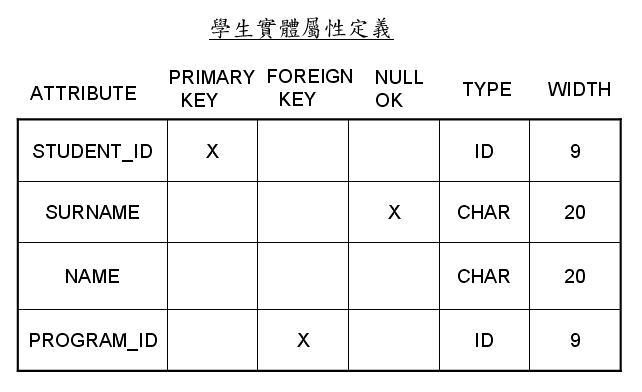 學生實體屬性定義
ATTRIBUTE PRIMARY KEY FOREIGN KEY NULL OK TYPE WIDTH
STUDENT_ID X ID 9
SURNAME X CHAR 20
NAME CHAR 20
PROGRAM_ID X ID 9